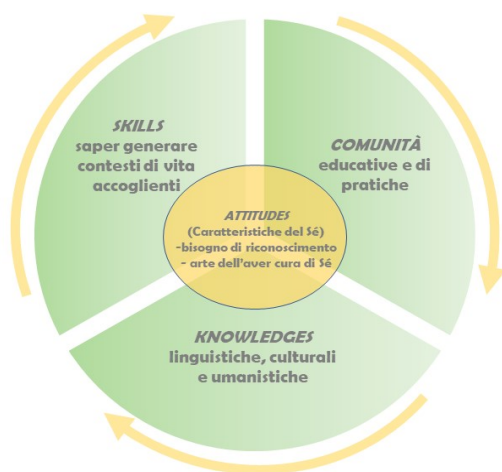 SKILLS
saper generare
contesti di vita
accoglienti
COMUNITÀ
educative e di
pratiche
ATTITUDES
(Caratteristiche del Sé)
-bisogno di riconoscimento
- arte dell'aver cura di Sé
KNOWLEDGES
linguistiche, culturali
e umanistiche